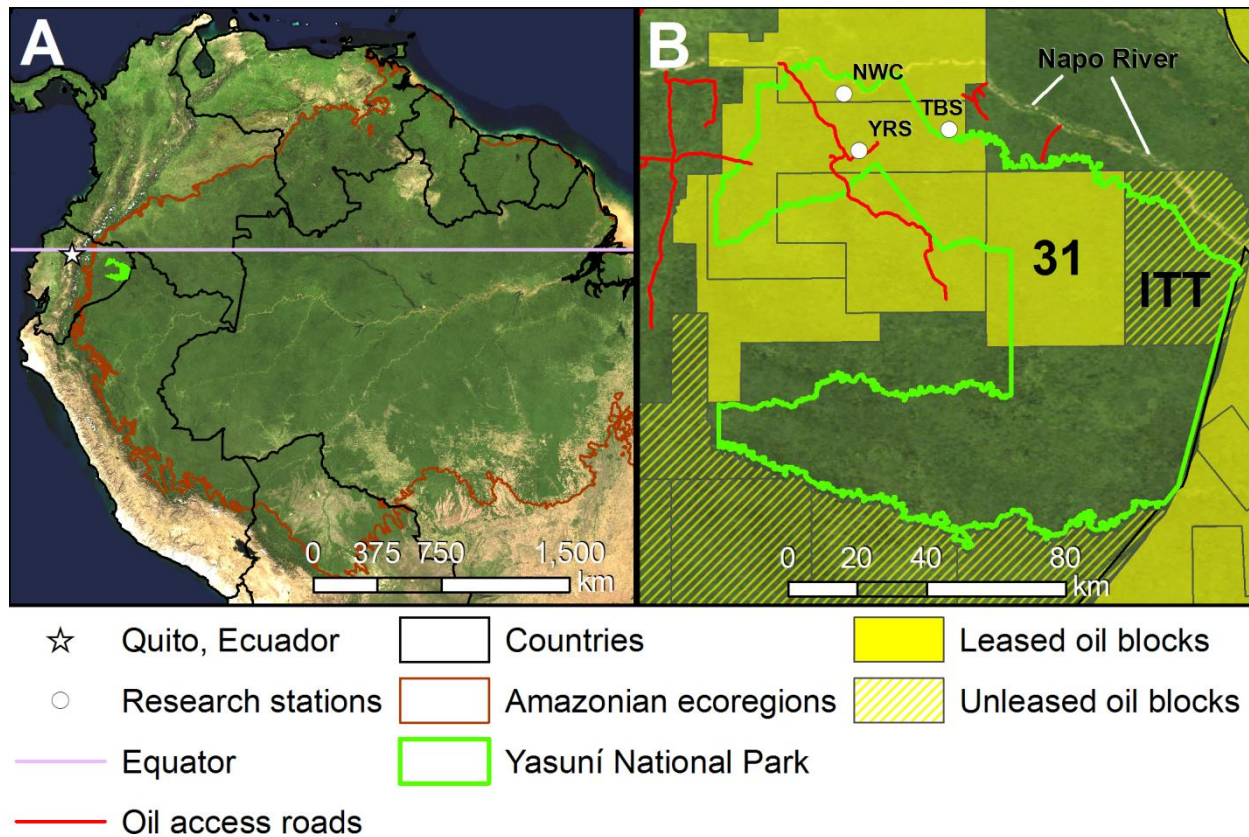 A
0 375 750 1,500
km
B
NWC
Napo River
TBS
YRS
31
ITT
0 20 40 80
km
Quito, Ecuador
Countries
Leased oil blocks
Research stations
Amazonian ecoregions
Unleased oil blocks
Equator
Yasuní National Park
Oil access roads